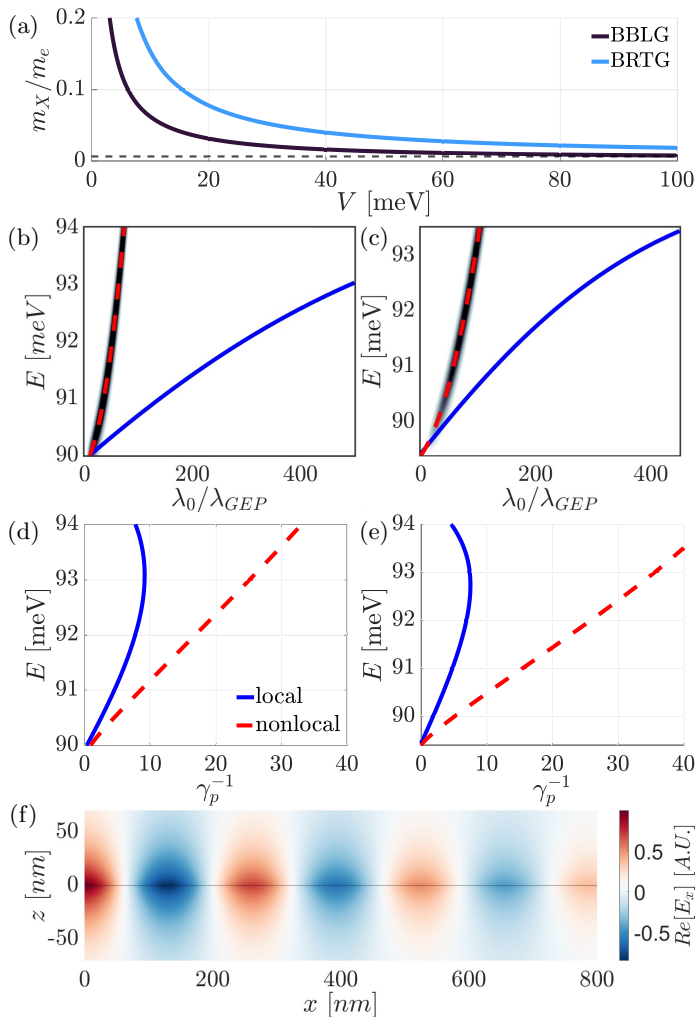 (a)
m_X/m_e
0.2
0.1
0
BBLG
BRTG
0 20 40 60 80 100
V [meV]
(b)
E [meV]
94
93
92
91
90
0 200 400
λ_0/λ_{GEP}
(c)
E [meV]
93
92
91
90
0 200 400
λ_0/λ_{GEP}
(d)
E [meV]
94
93
92
91
90
local
nonlocal
0 10 20 30 40
γ_p^{-1}
(e)
E [meV]
94
93
92
91
90
0 10 20 30 40
γ_p^{-1}
(f)
z [nm]
50
0
-50
0 200 400 600 800
x [nm]
0.5
0
-0.5
Re[E_x] [A.U.]